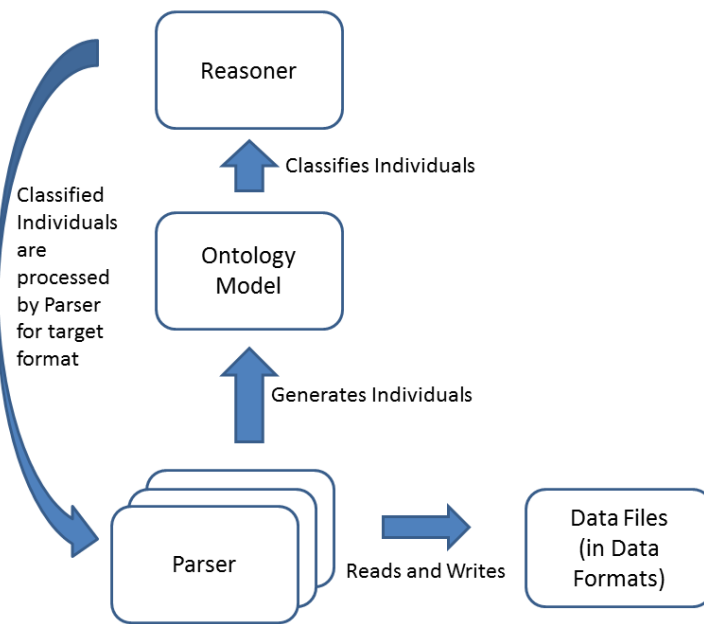 Reasoner
Classifies Individuals
Classified
Individuals
are
processed
by Parser
for target
format
Ontology
Model
Generates Individuals
Parser
Reads and Writes
Data Files
(in Data
Formats)